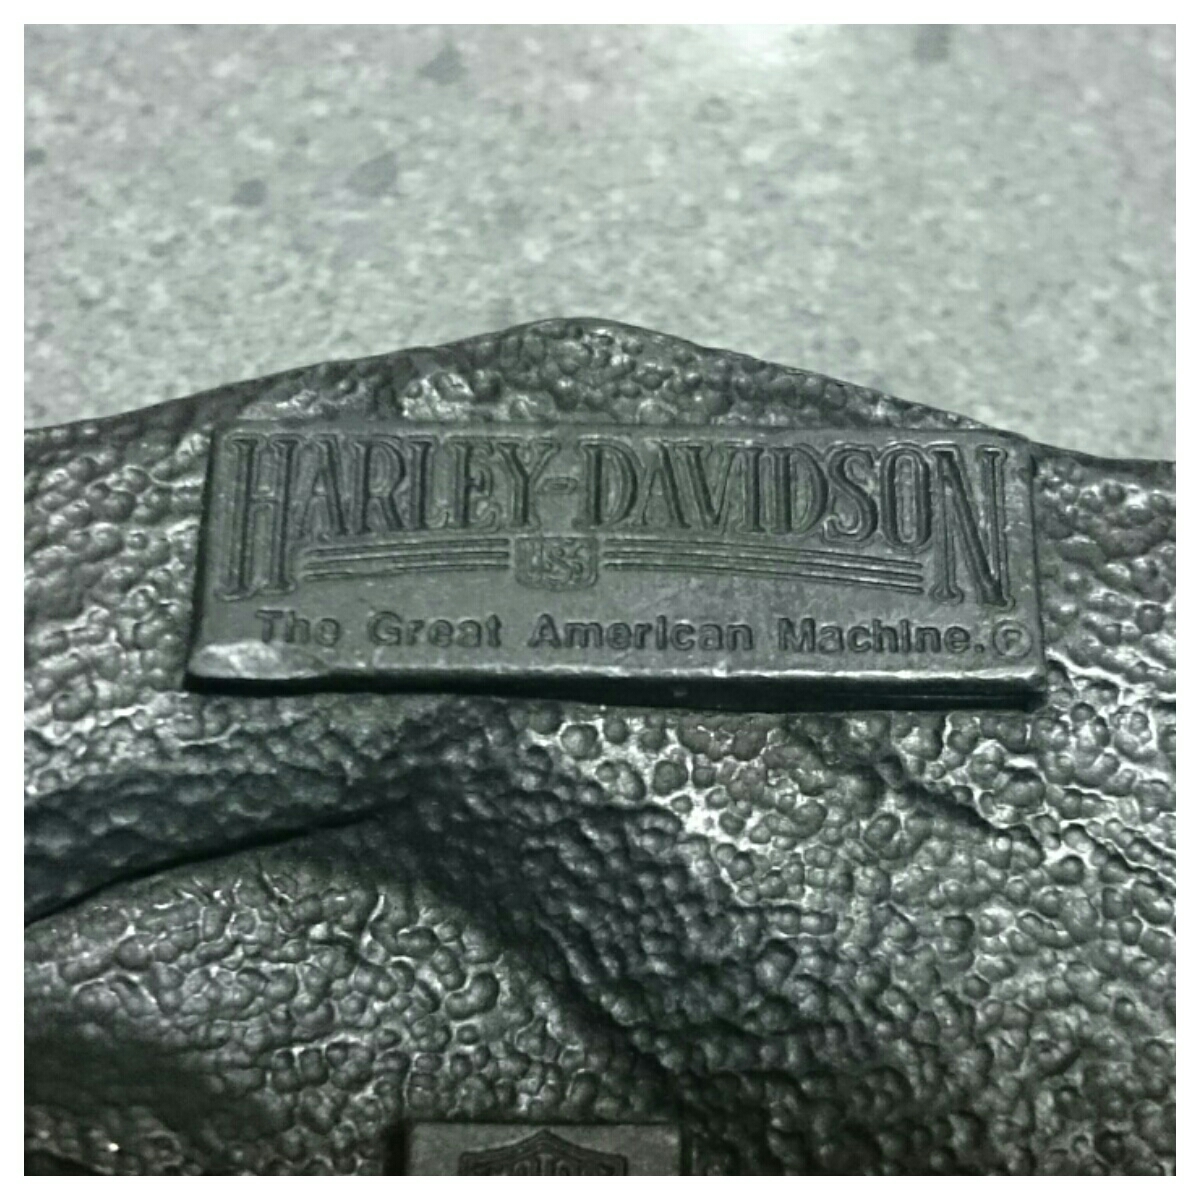 HARLEY-DAVIDSON
The Great American Machine.®